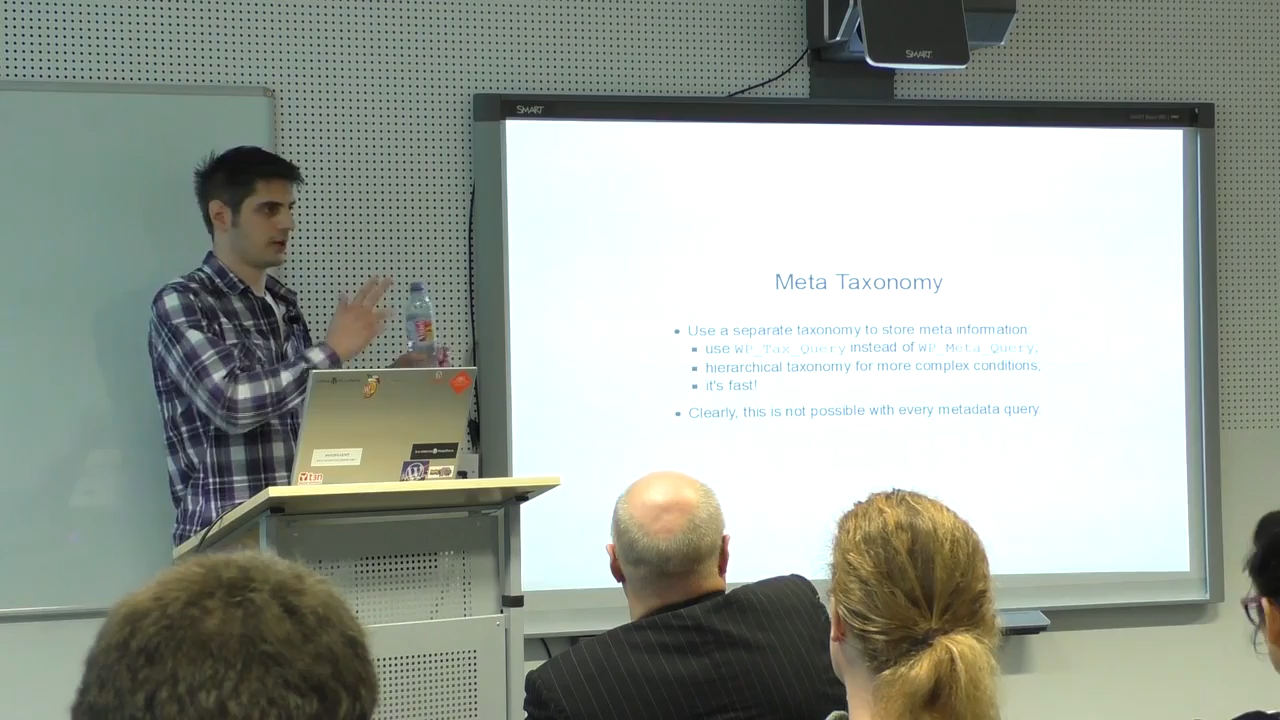 SMART
SMART
Meta Taxonomy
• Use a separate taxonomy to store meta information
▪ use WP_Tax_Query instead of WP_Meta_Query,
▪ hierarchical taxonomy for more complex conditions,
▪ it's fast!
• Clearly, this is not possible with every metadata query